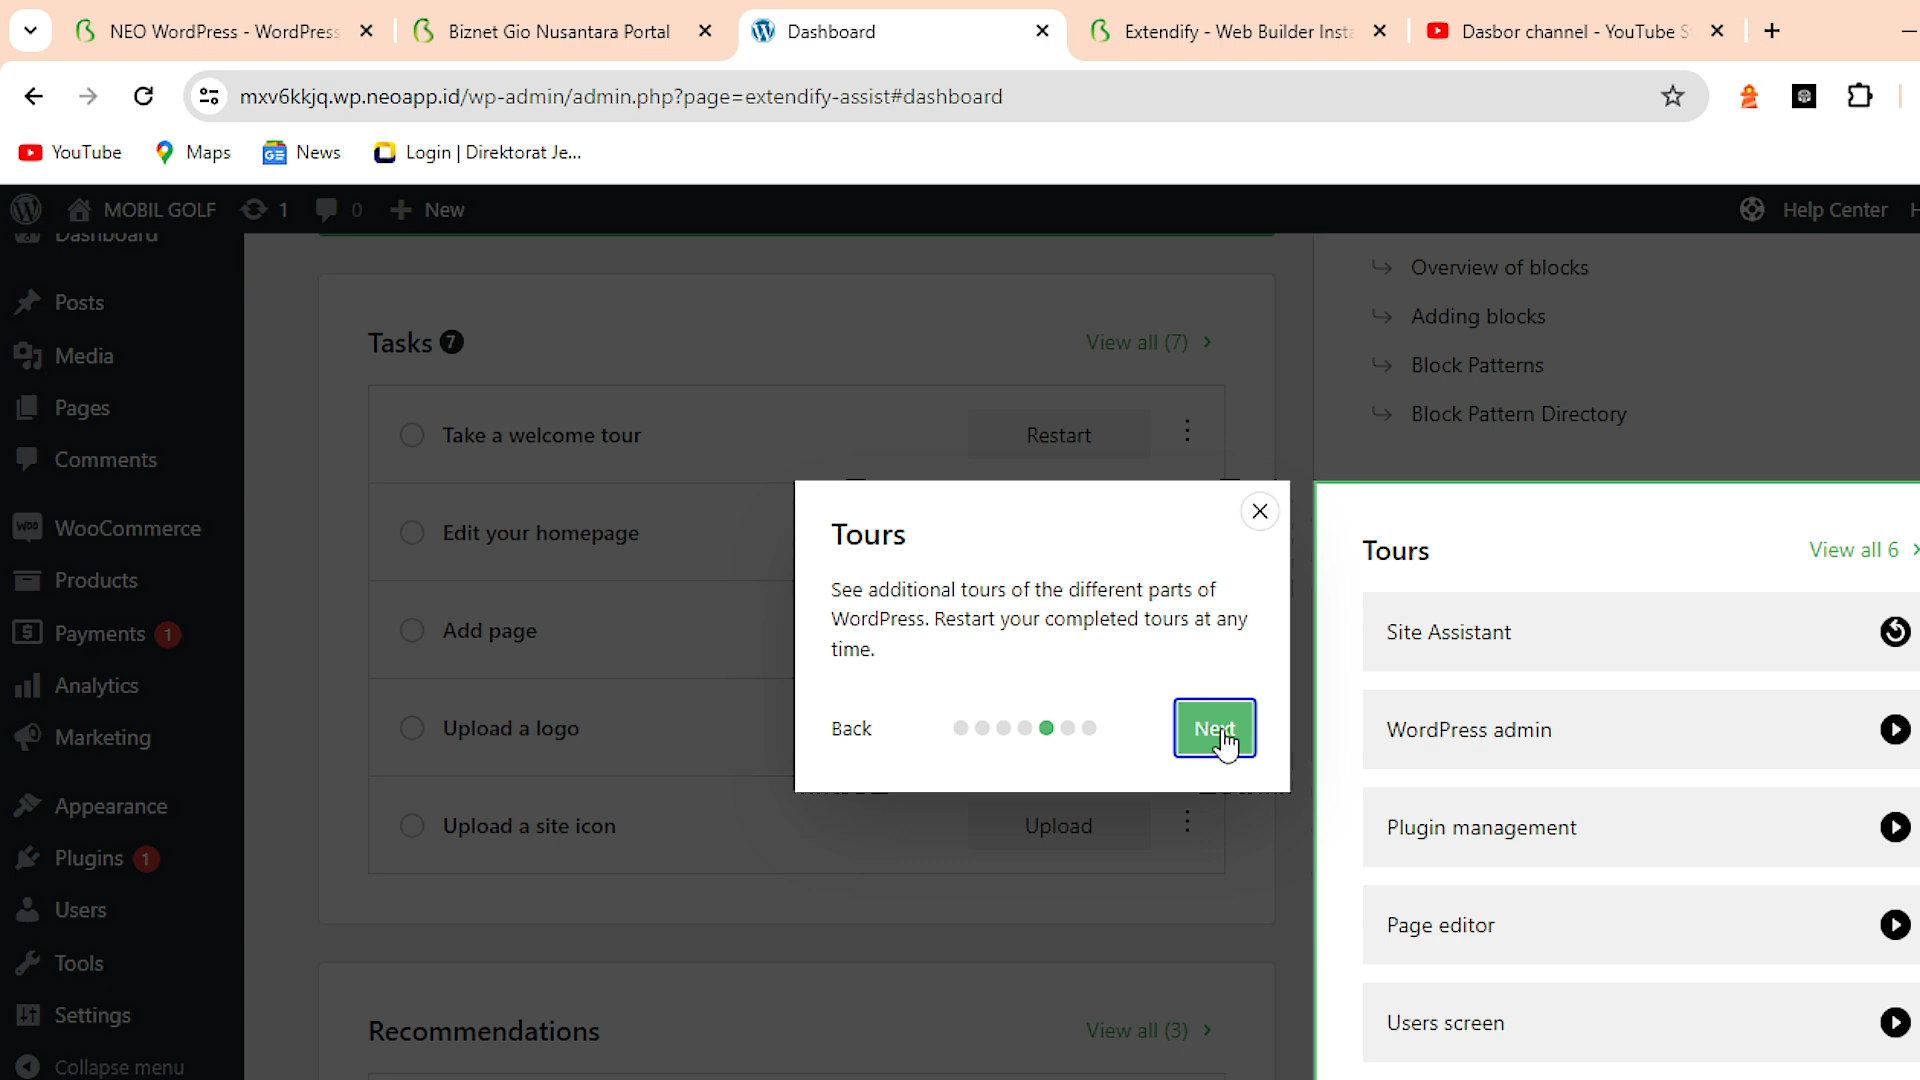 NEO WordPress - WordPress
Biznet Gio Nusantara Portal
Dashboard
Extendify - Web Builder Insta
Dasbor channel - YouTube S
mxv6kkjq.wp.neoapp.id/wp-admin/admin.php?page=extendify-assist#dashboard
YouTube
Maps
News
Login | Direktorat Je...
MOBIL GOLF
1
0
New
Help Center
H
Dashboard
Posts
Media
Pages
Comments
WooCommerce
Products
Payments 1
Analytics
Marketing
Appearance
Plugins 1
Users
Tools
Settings
Collapse menu
Tasks 7
View all (7)
Take a welcome tour
Restart
Edit your homepage
Add page
Upload a logo
Upload a site icon
Upload
Recommendations
View all (3)
Tours
See additional tours of the different parts of
WordPress. Restart your completed tours at any
time.
Back
Next
Overview of blocks
Adding blocks
Block Patterns
Block Pattern Directory
Tours
View all 6
Site Assistant
WordPress admin
Plugin management
Page editor
Users screen